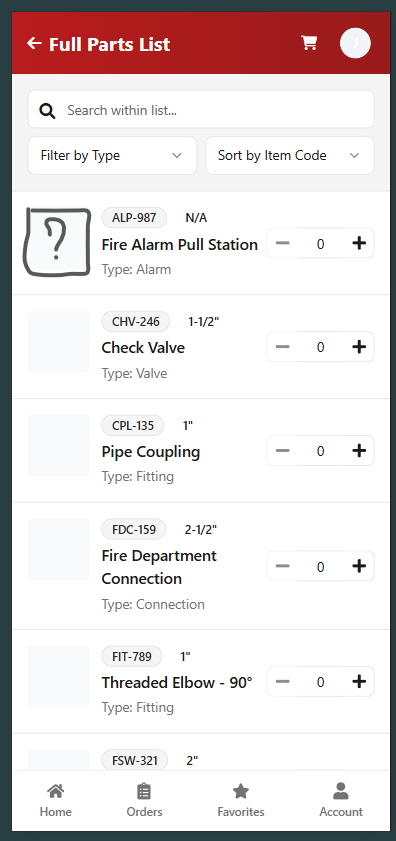 Full Parts List
Search within list...
Filter by Type
Sort by Item Code
?
ALP-987 N/A
Fire Alarm Pull Station
Type: Alarm
0
CHV-246 1-1/2"
Check Valve
Type: Valve
0
CPL-135 1"
Pipe Coupling
Type: Fitting
0
FDC-159 2-1/2"
Fire Department
Connection
Type: Connection
0
FIT-789 1"
Threaded Elbow - 90°
Type: Fitting
0
FSW-321 2"
Home Orders Favorites Account